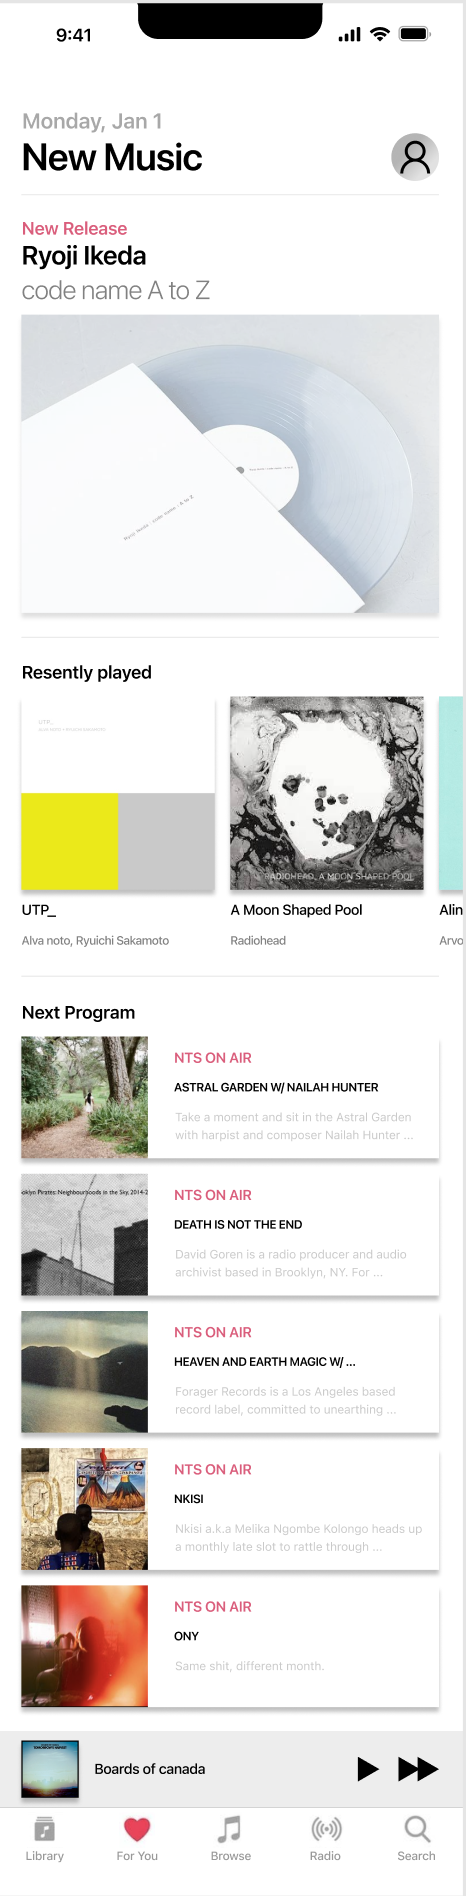 9:41
Monday, Jan 1
New Music
New Release
Ryoji Ikeda
code name A to Z
Ryoji Ikeda : code name : A to Z
Resently played
UTP_
UTP_
Alva noto, Ryuichi Sakamoto
RADIOHEAD, A MOON SHAPED POOL
A Moon Shaped Pool
Radiohead
Alin
Arvo
Next Program
NTS ON AIR
ASTRAL GARDEN W/ NAILAH HUNTER
Take a moment and sit in the Astral Garden
with harpist and composer Nailah Hunter ...
oklyn Pirates: Neighbourhoods in the Sky, 2014-2
NTS ON AIR
DEATH IS NOT THE END
David Goren is a radio producer and audio
archivist based in Brooklyn, NY. For ...
NTS ON AIR
HEAVEN AND EARTH MAGIC W/ ...
Forager Records is a Los Angeles based
record label, committed to unearthing ...
NTS ON AIR
NKISI
Nkisi a.k.a Melika Ngombe Kolongo heads up
a monthly late slot to rattle through ...
NTS ON AIR
ONY
Same shit, different month.
Boards of canada
Library
For You
Browse
Radio
Search